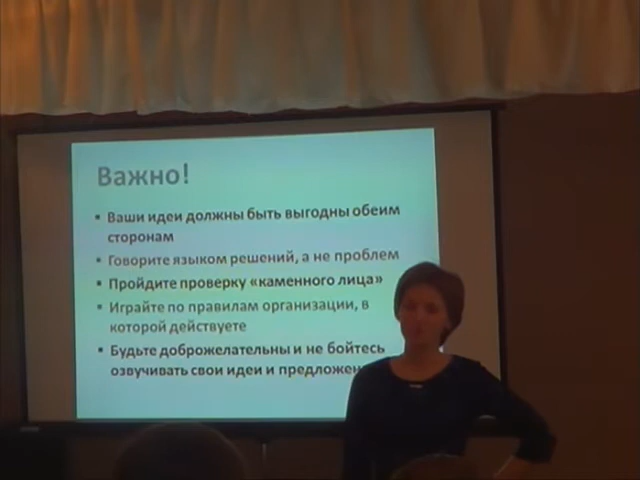 Важно!
• Ваши идеи должны быть выгодны обеим
сторонам
• Говорите языком решений, а не проблем
• Пройдите проверку «каменного лица»
• Играйте по правилам организации, в
которой действуете
• Будьте доброжелательны и не бойтесь
озвучивать свои идеи и